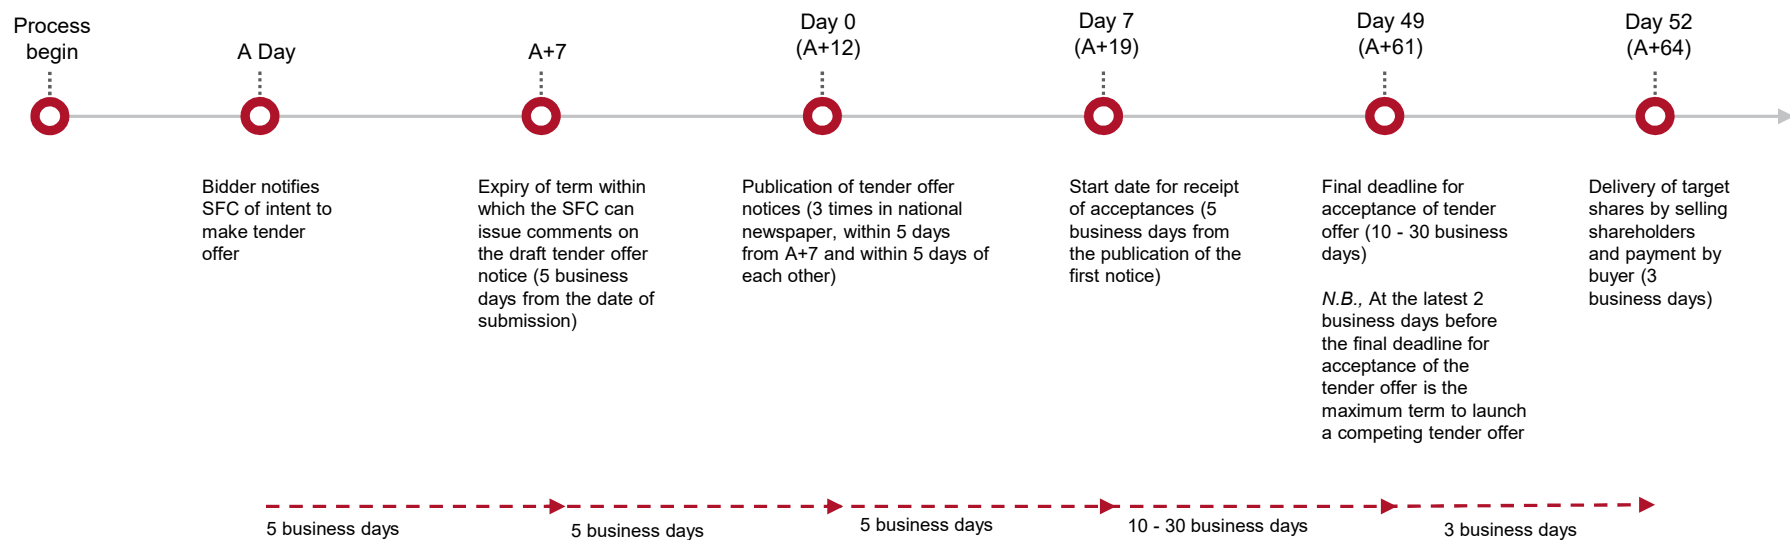 Process
begin
A Day
A+7
Day 0
(A+12)
Day 7
(A+19)
Day 49
(A+61)
Day 52
(A+64)
Bidder notifies
SFC of intent to
make tender
offer
Expiry of term within
which the SFC can
issue comments on
the draft tender offer
notice (5 business
days from the date of
submission)
Publication of tender offer
notices (3 times in national
newspaper, within 5 days
from A+7 and within 5 days of
each other)
Start date for receipt
of acceptances (5
business days from
the publication of the
first notice)
Final deadline for
acceptance of tender
offer (10 - 30 business
days)
N.B., At the latest 2
business days before
the final deadline for
acceptance of the
tender offer is the
maximum term to launch
a competing tender offer
Delivery of target
shares by selling
shareholders
and payment by
buyer (3
business days)
5 business days
5 business days
5 business days
10 - 30 business days
3 business days